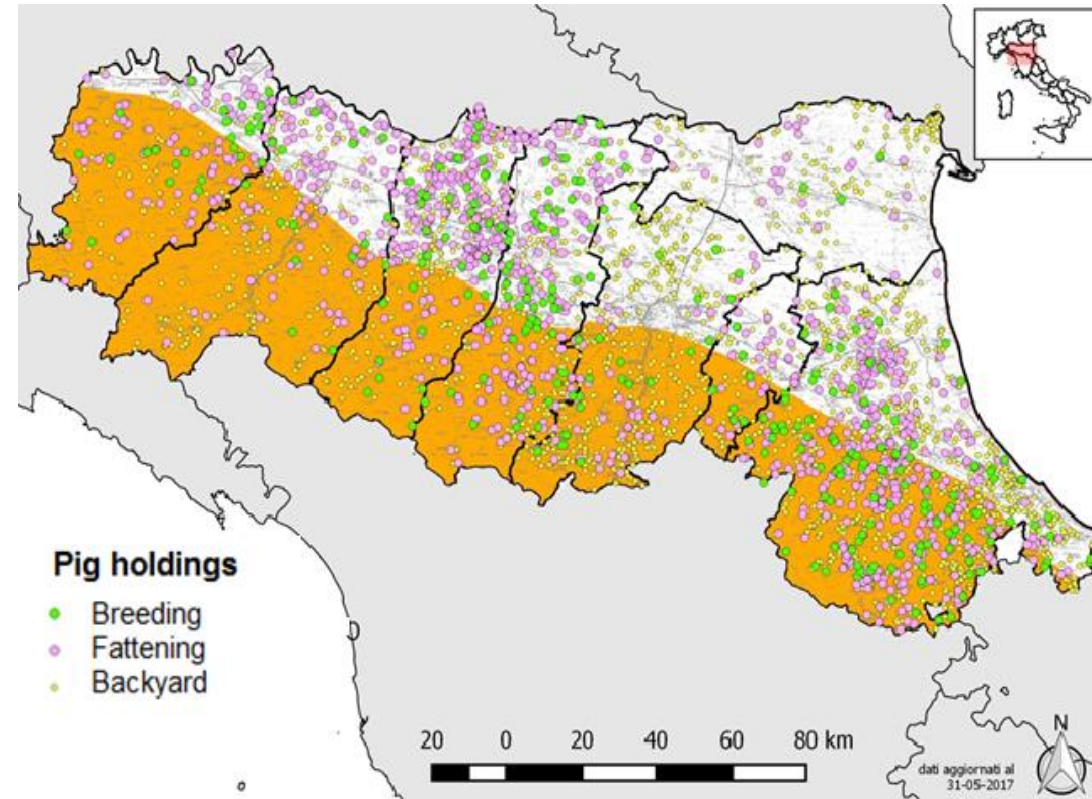 Pig holdings
Breeding
Fattening
Backyard
20 0 20 40 60 80 km
N
dati aggiornati al
31-05-2017